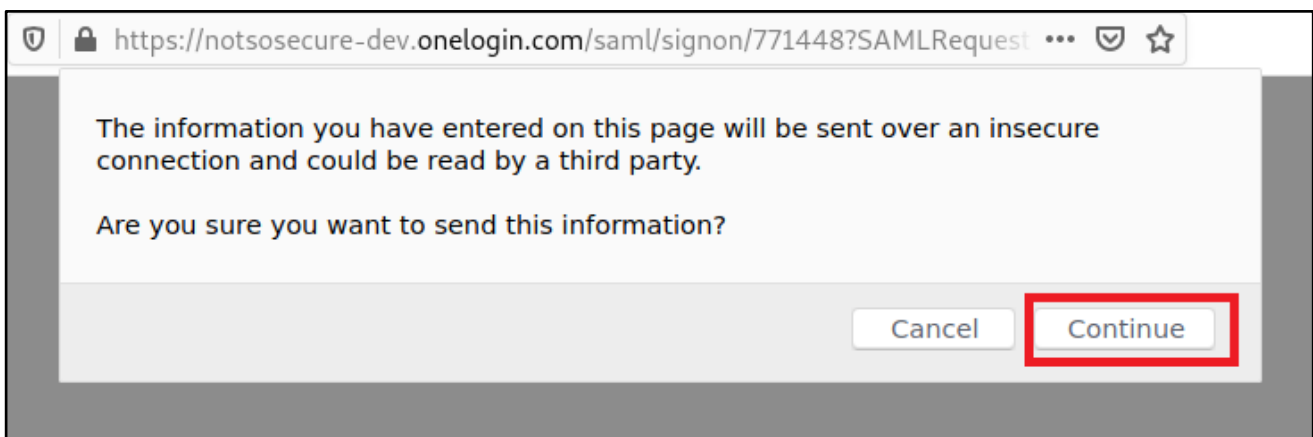 https://notsosecure-dev.onelogin.com/saml/signon/771448?SAMLRequest
The information you have entered on this page will be sent over an insecure
connection and could be read by a third party.
Are you sure you want to send this information?
Cancel Continue